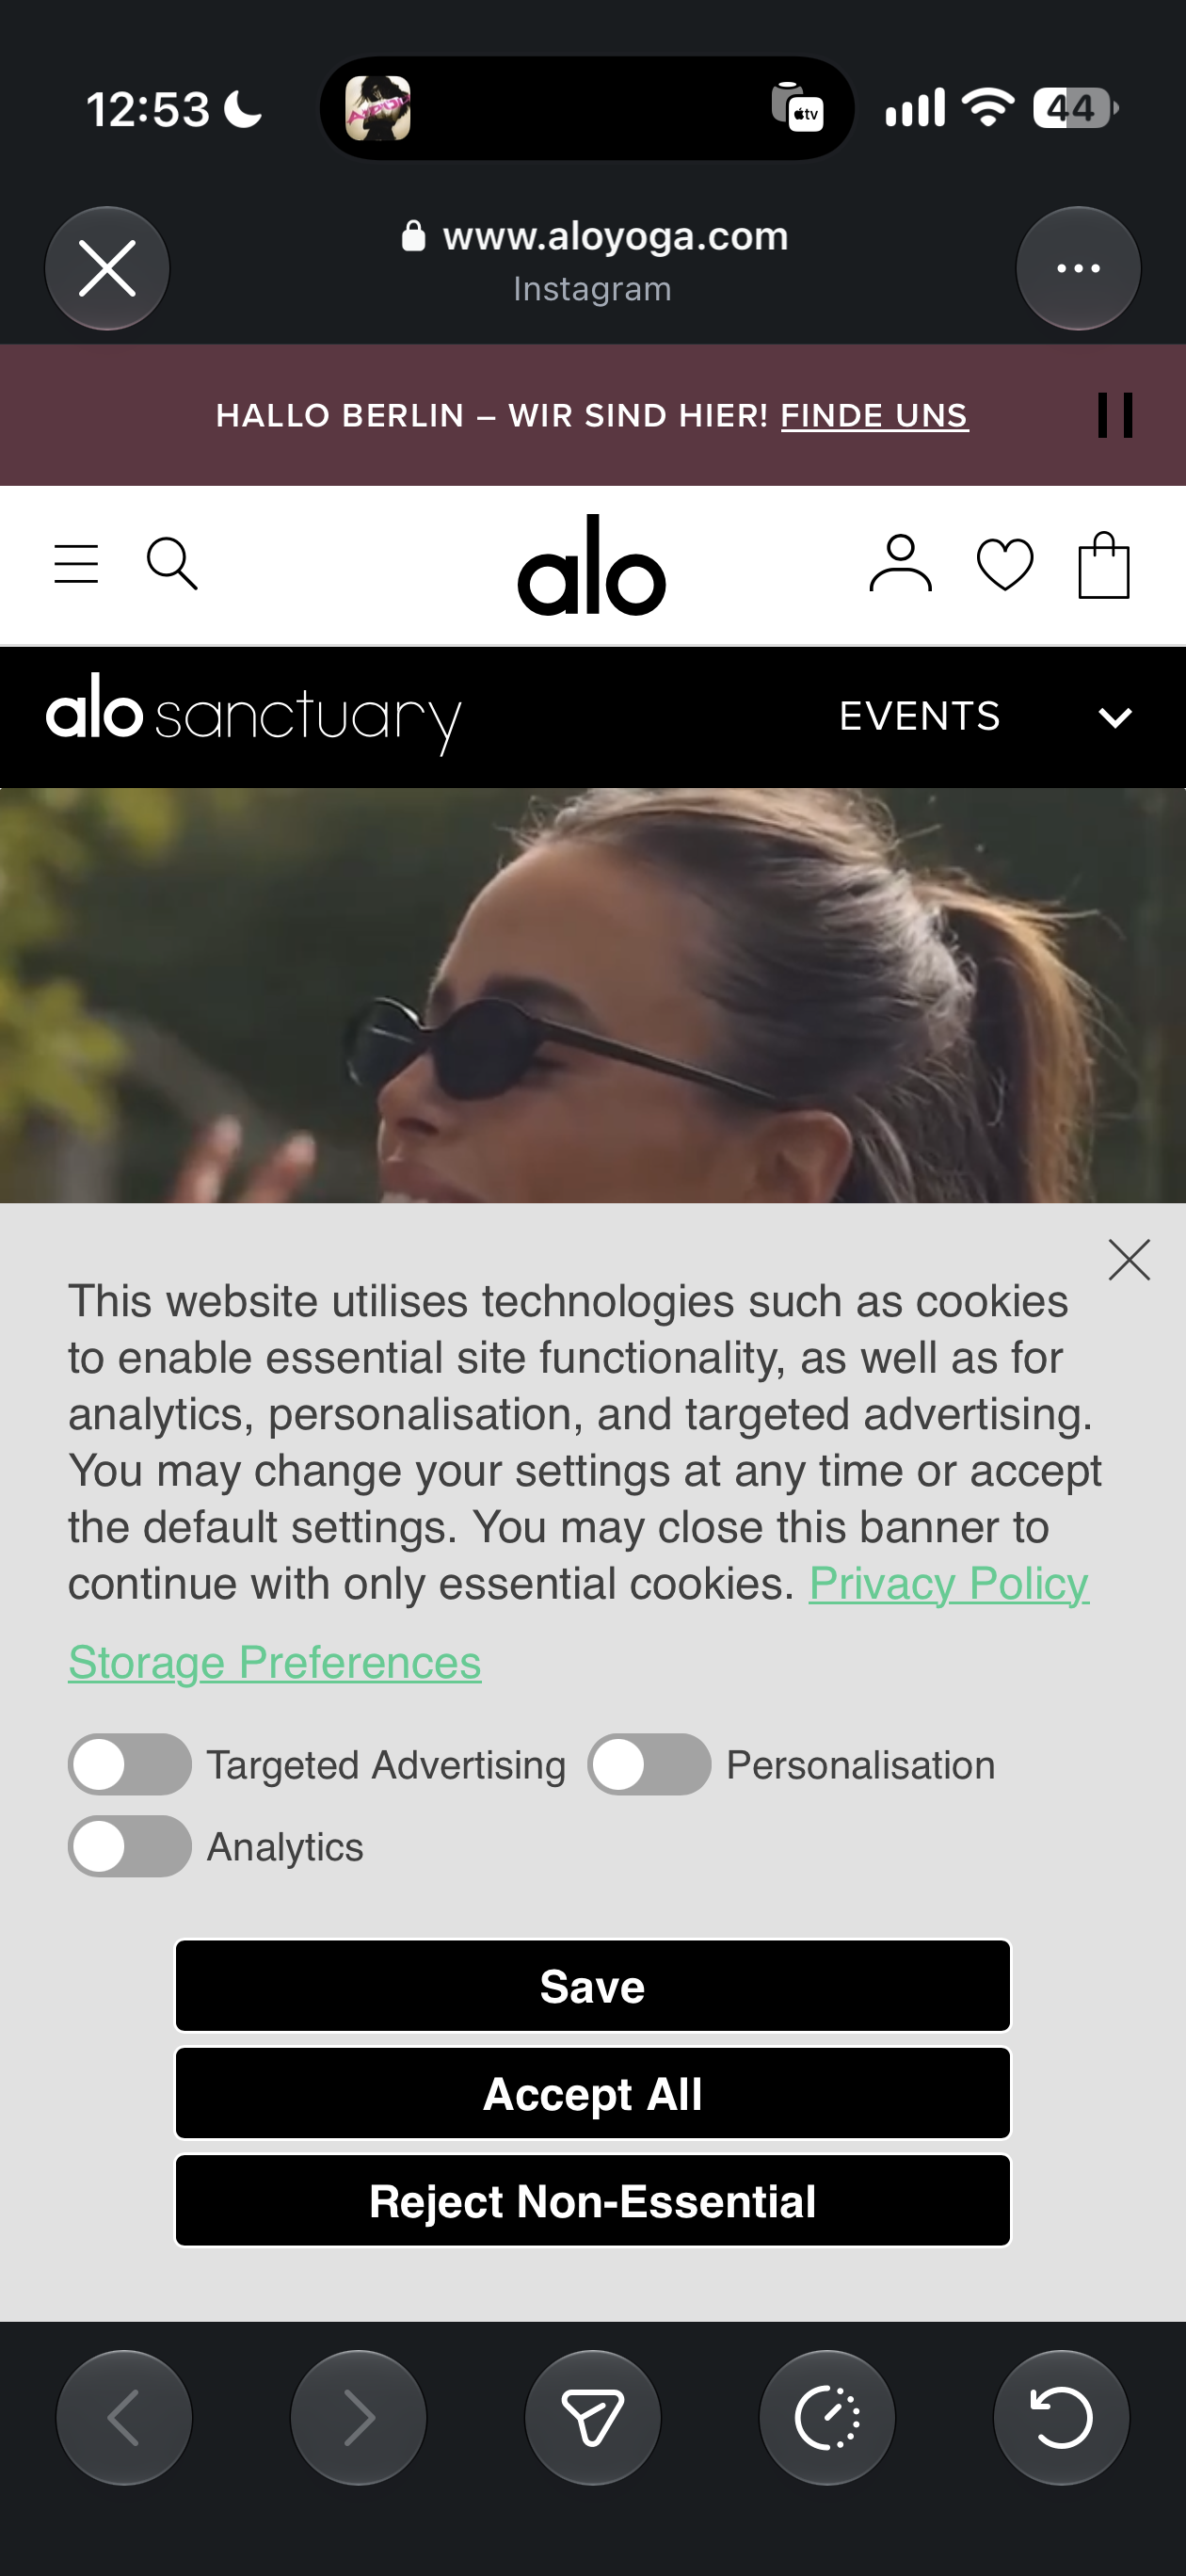 12:53
tv
44
www.aloyoga.com
Instagram
HALLO BERLIN – WIR SIND HIER! FINDE UNS
alo
alo sanctuary
EVENTS
This website utilises technologies such as cookies
to enable essential site functionality, as well as for
analytics, personalisation, and targeted advertising.
You may change your settings at any time or accept
the default settings. You may close this banner to
continue with only essential cookies. Privacy Policy
Storage Preferences
Targeted Advertising
Personalisation
Analytics
Save
Accept All
Reject Non-Essential